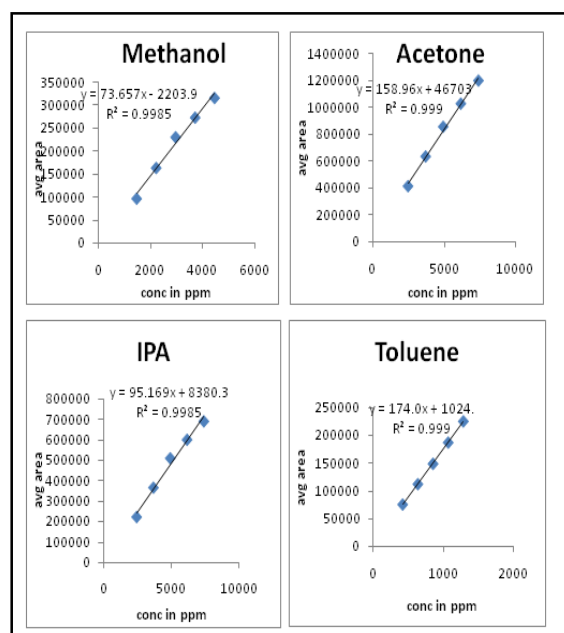 Methanol
y = 73.657x - 2203.9
R² = 0.9985
350000
300000
250000
200000
150000
100000
50000
0
0 2000 4000 6000
avg area
conc in ppm
Acetone
y = 158.96x + 46703
R² = 0.999
1400000
1200000
1000000
800000
600000
400000
200000
0
0 5000 10000
avg area
conc in ppm
IPA
y = 95.169x + 8380.3
R² = 0.9985
800000
700000
600000
500000
400000
300000
200000
100000
0
0 5000 10000
avg area
conc in ppm
Toluene
y = 174.0x + 1024.
R² = 0.999
250000
200000
150000
100000
50000
0
0 1000 2000
avg area
conc in ppm